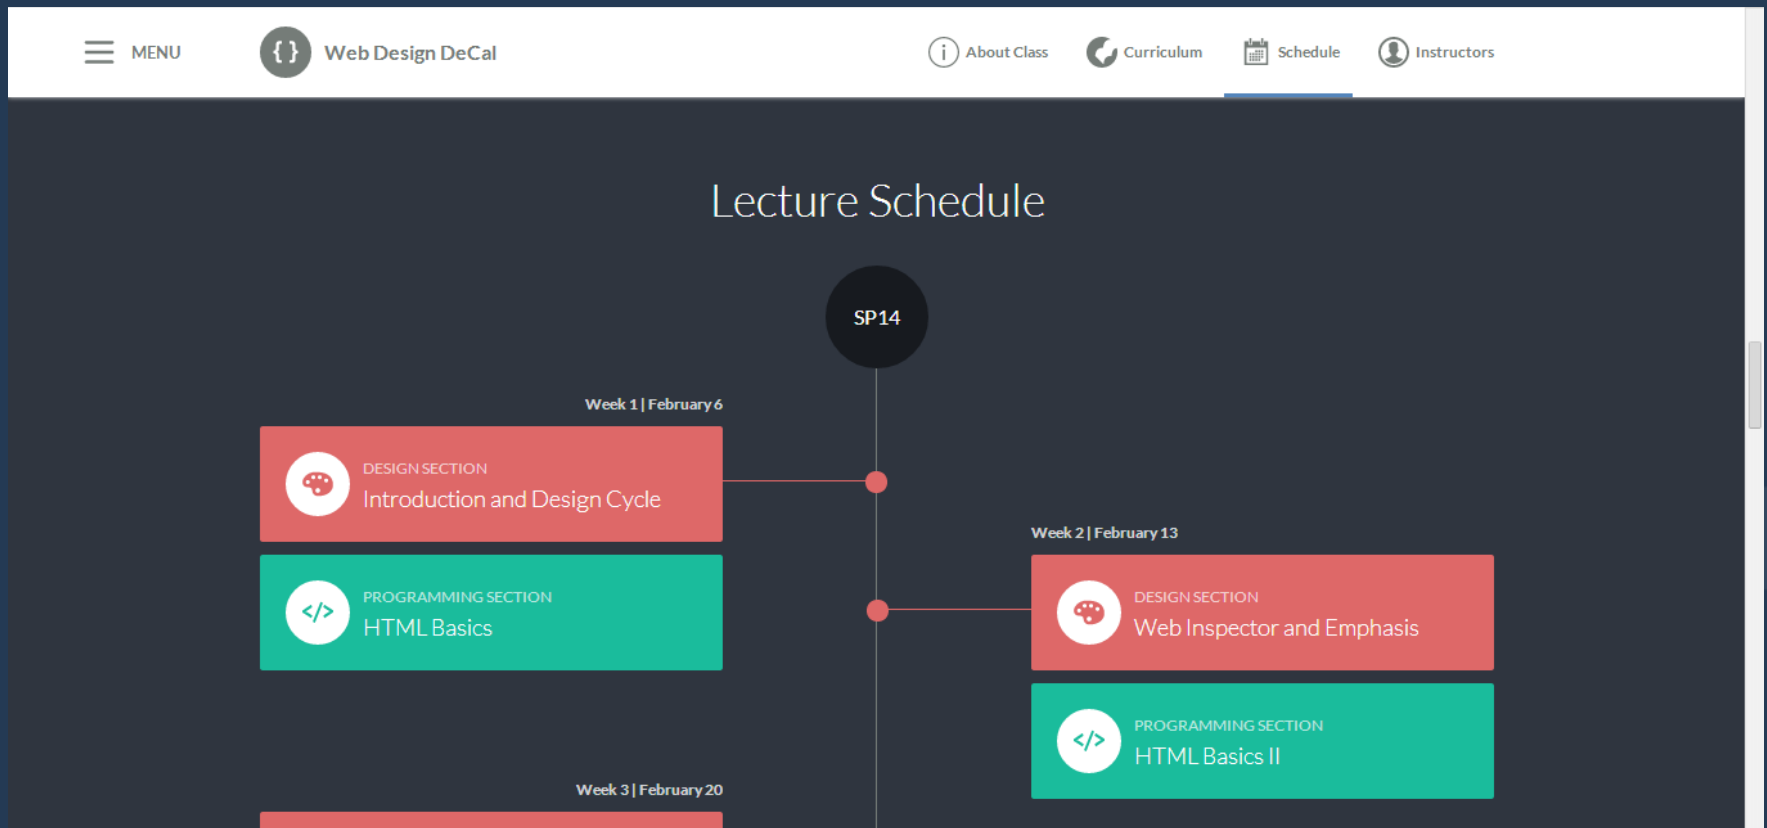 MENU
{ } Web Design DeCal
i About Class
Curriculum
Schedule
Instructors
Lecture Schedule
SP14
Week 1 | February 6
DESIGN SECTION
Introduction and Design Cycle
</> PROGRAMMING SECTION
HTML Basics
Week 2 | February 13
DESIGN SECTION
Web Inspector and Emphasis
</> PROGRAMMING SECTION
HTML Basics II
Week 3 | February 20